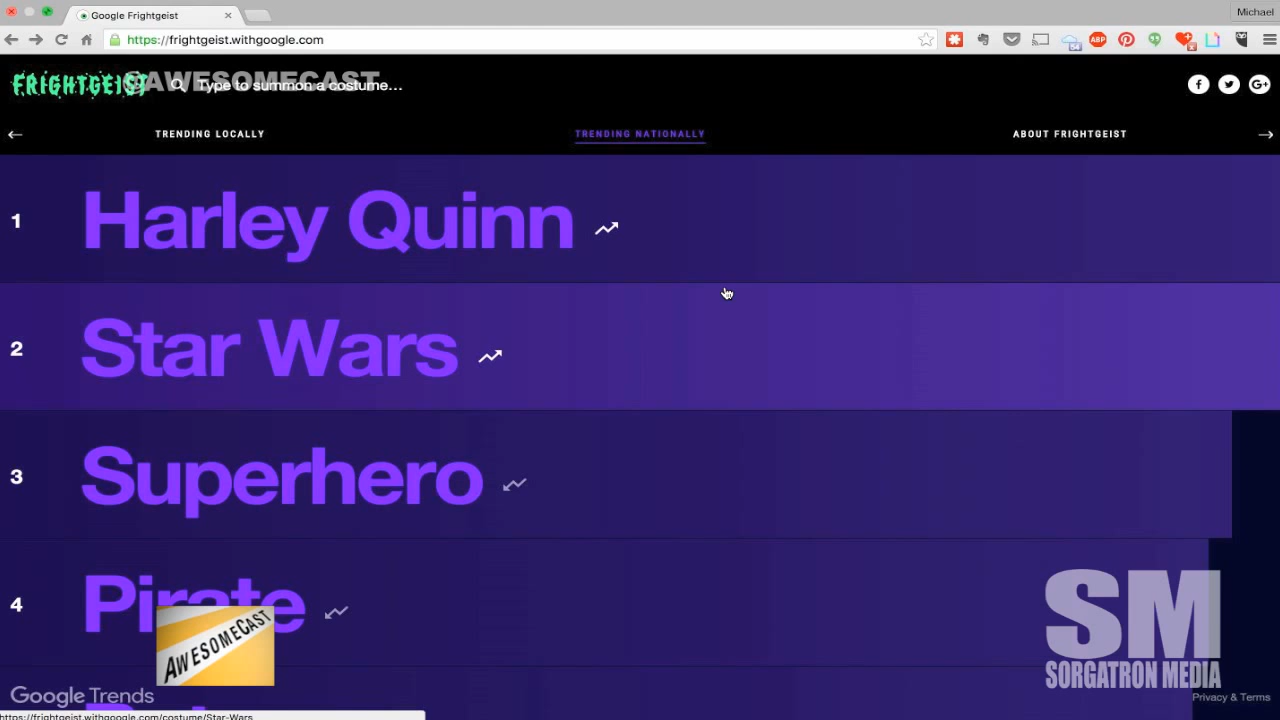 Google Frightgeist
Michael
https://frightgeist.withgoogle.com
ABP
FRIGHTGEIST
@AWESOMECAST
Type to summon a costume...
TRENDING LOCALLY
TRENDING NATIONALLY
ABOUT FRIGHTGEIST
1 Harley Quinn
2 Star Wars
3 Superhero
4 Pirate
AWESOMECAST
SM
SORGATRON MEDIA
Google Trends
Privacy & Terms
https://frightgeist.withgoogle.com/costume/Star-Wars